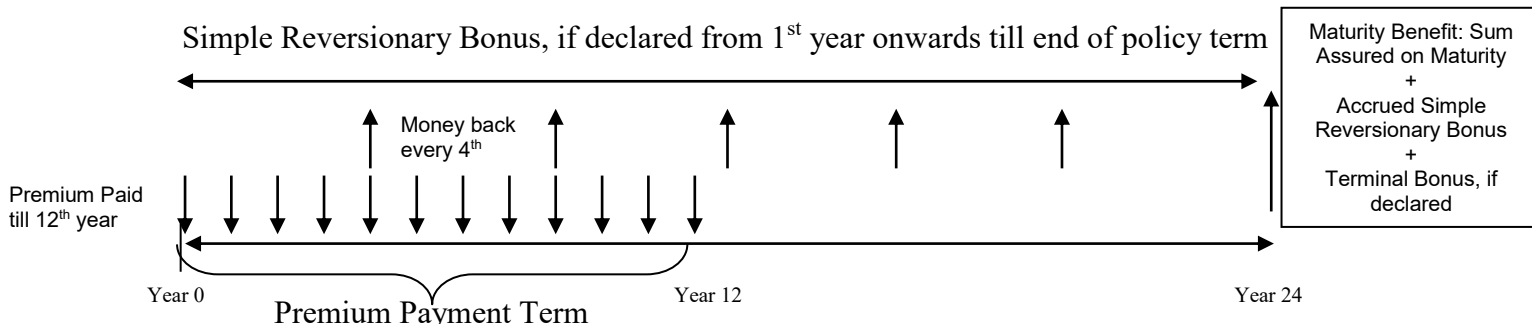 Simple Reversionary Bonus, if declared from 1st year onwards till end of policy term
Maturity Benefit: Sum
Assured on Maturity
+
Accrued Simple
Reversionary Bonus
+
Terminal Bonus, if
declared
Money back
every 4th
Premium Paid
till 12th year
Year 0
Year 12
Year 24
Premium Payment Term